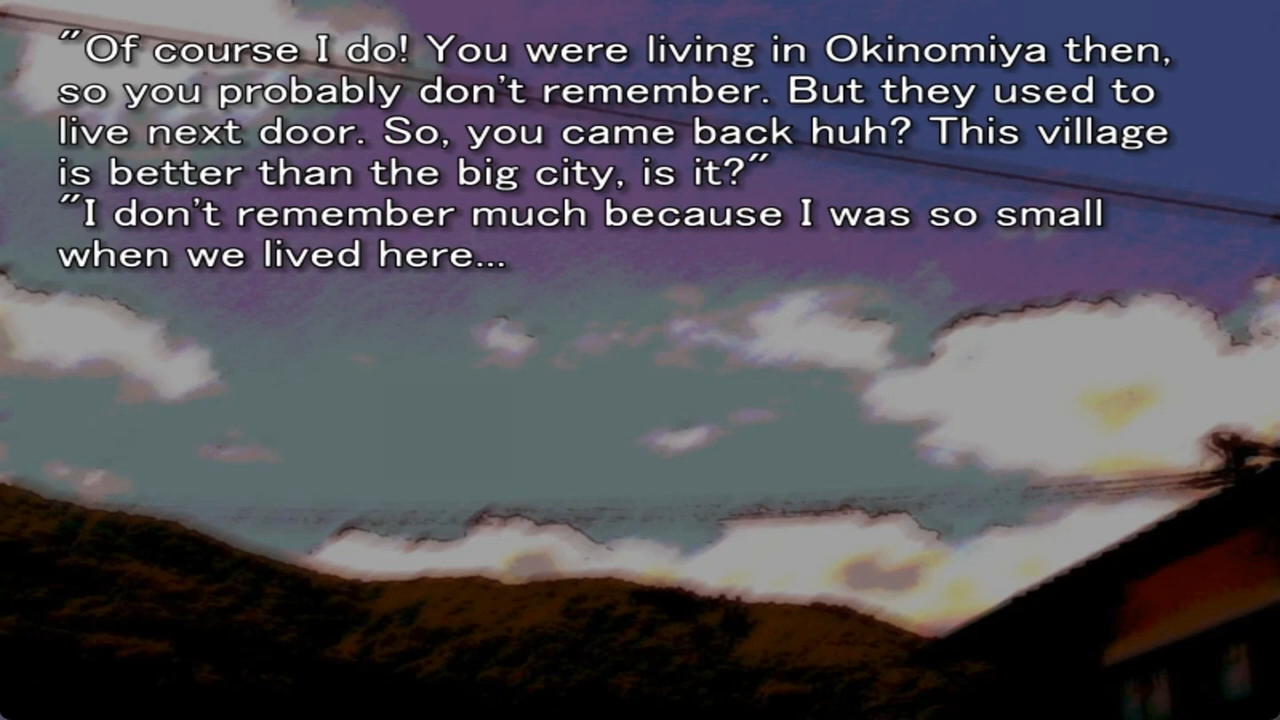 "Of course I do! You were living in Okinomiya then,
so you probably don't remember. But they used to
live next door. So, you came back huh? This village
is better than the big city, is it?"
"I don't remember much because I was so small
when we lived here...